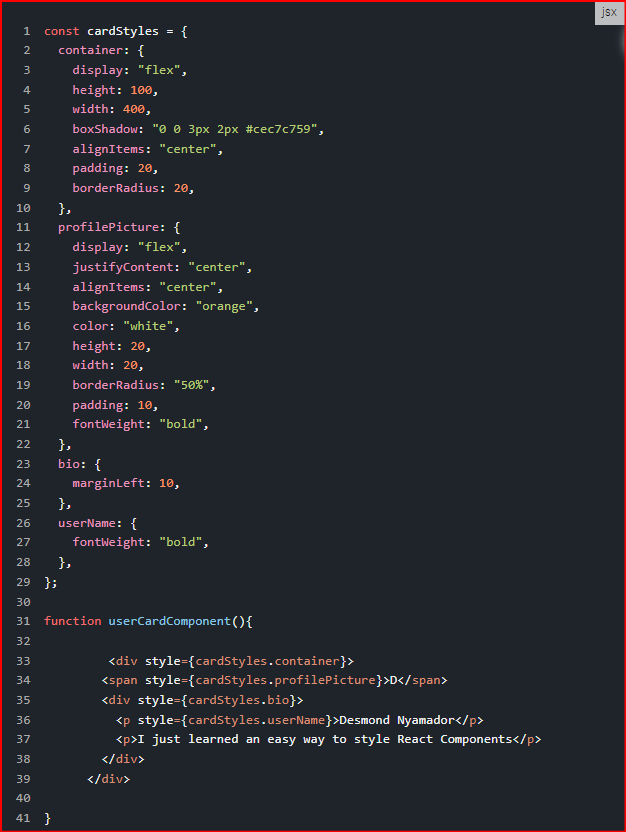 jsx
1 const cardStyles = {
2   container: {
3     display: "flex",
4     height: 100,
5     width: 400,
6     boxShadow: "0 0 3px 2px #cec7c759",
7     alignItems: "center",
8     padding: 20,
9     borderRadius: 20,
10   },
11   profilePicture: {
12     display: "flex",
13     justifyContent: "center",
14     alignItems: "center",
15     backgroundColor: "orange",
16     color: "white",
17     height: 20,
18     width: 20,
19     borderRadius: "50%",
20     padding: 10,
21     fontWeight: "bold",
22   },
23   bio: {
24     marginLeft: 10,
25   },
26   userName: {
27     fontWeight: "bold",
28   },
29 };
30
31 function userCardComponent(){
32
33          <div style={cardStyles.container}>
34         <span style={cardStyles.profilePicture}>D</span>
35         <div style={cardStyles.bio}>
36           <p style={cardStyles.userName}>Desmond Nyamador</p>
37           <p>I just learned an easy way to style React Components</p>
38         </div>
39       </div>
40
41 }